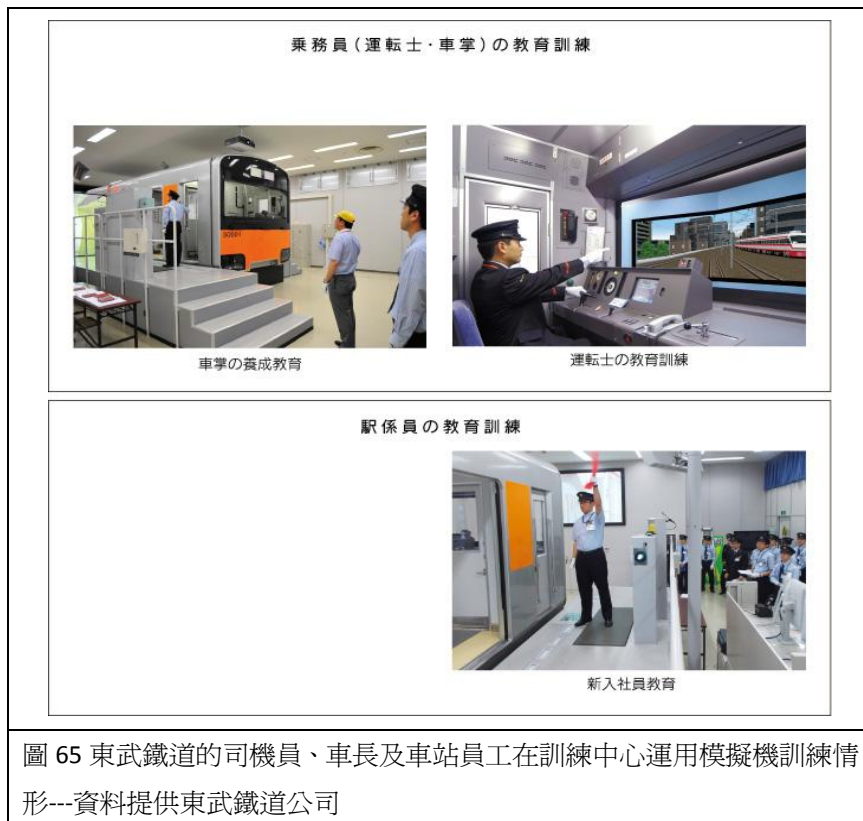 乗務員(運転士・車掌)の教育訓練
車掌の養成教育
運転士の教育訓練
駅係員の教育訓練
新入社員教育
圖 65 東武鐵道的司機員、車長及車站員工在訓練中心運用模擬機訓練情
形---資料提供東武鐵道公司